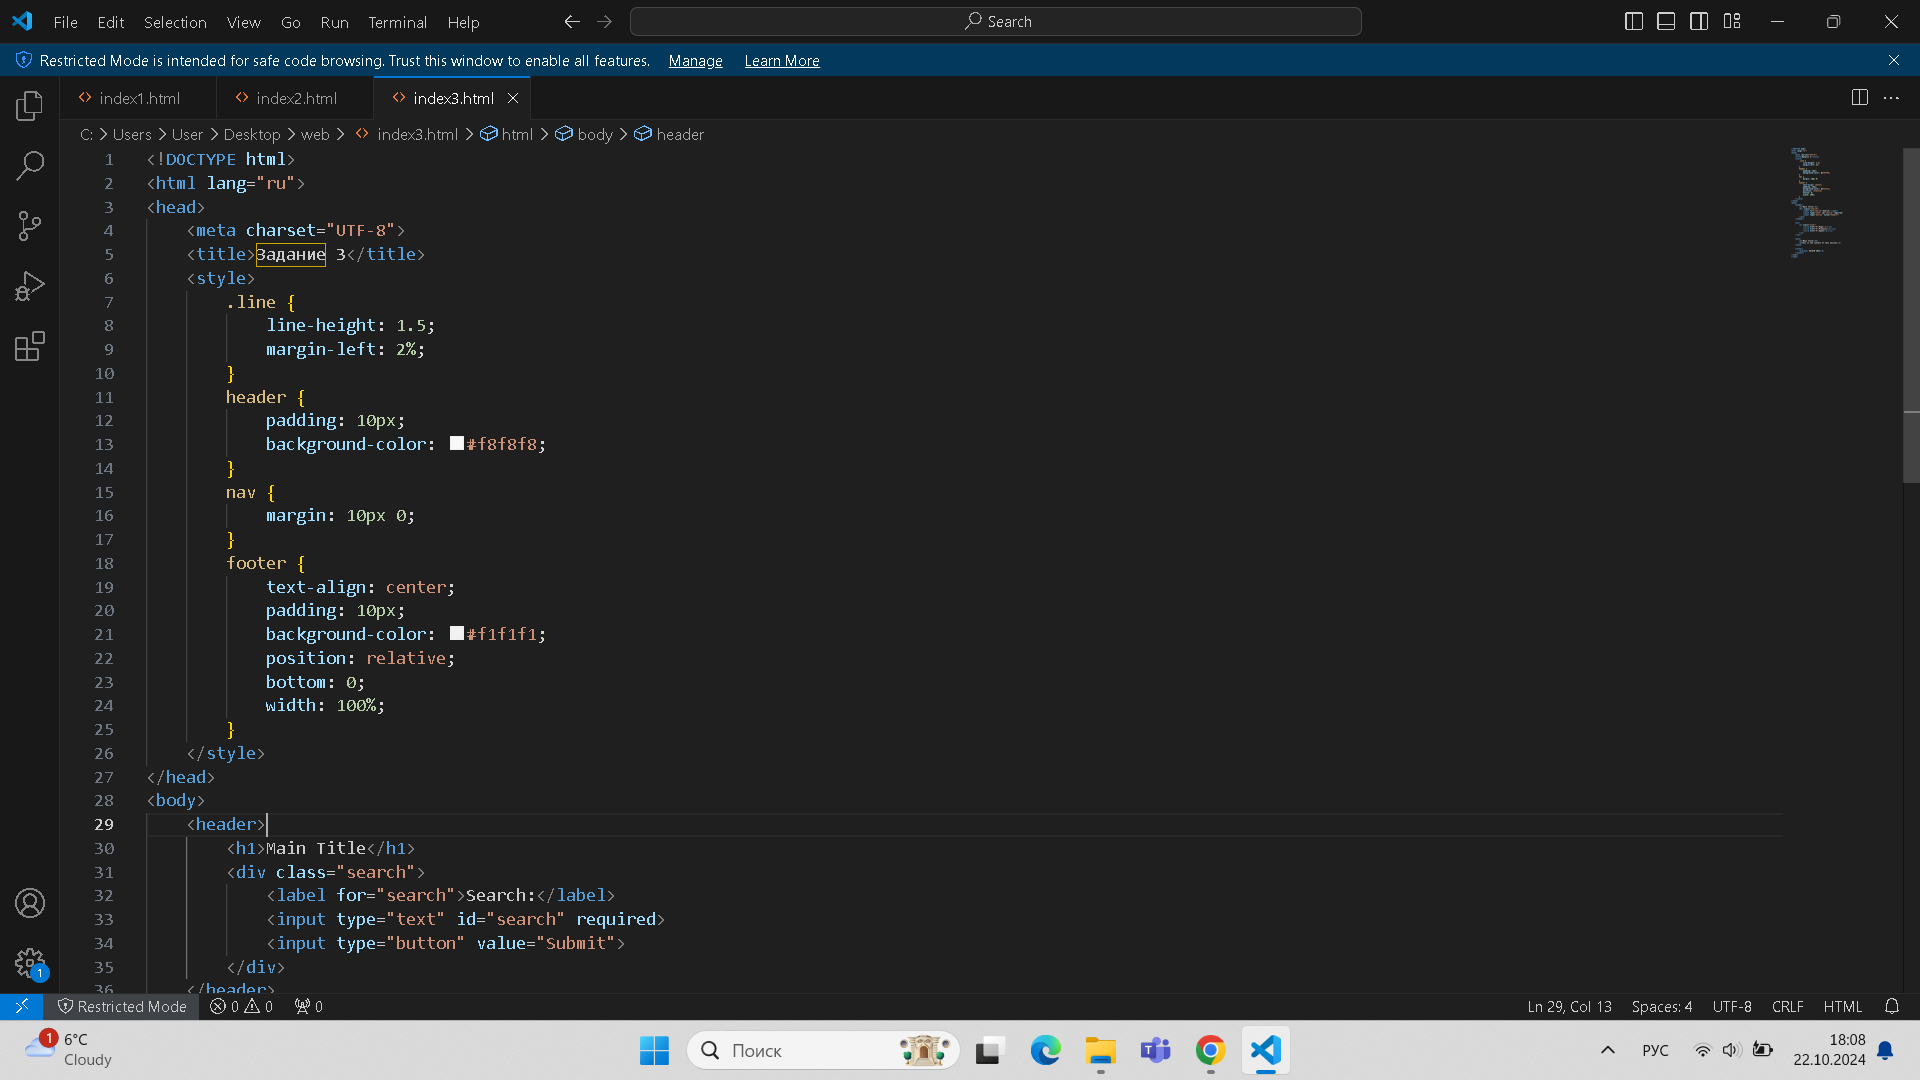 File Edit Selection View Go Run Terminal Help
Search
Restricted Mode is intended for safe code browsing. Trust this window to enable all features. Manage Learn More
index1.html index2.html index3.html
C: > Users > User > Desktop > web > index3.html > html > body > header
1 <!DOCTYPE html>
2 <html lang="ru">
3 <head>
4 <meta charset="UTF-8">
5 <title>Задание 3</title>
6 <style>
7 .line {
8 line-height: 1.5;
9 margin-left: 2%;
10 }
11 header {
12 padding: 10px;
13 background-color: #f8f8f8;
14 }
15 nav {
16 margin: 10px 0;
17 }
18 footer {
19 text-align: center;
20 padding: 10px;
21 background-color: #f1f1f1;
22 position: relative;
23 bottom: 0;
24 width: 100%;
25 }
26 </style>
27 </head>
28 <body>
29 <header>
30 <h1>Main Title</h1>
31 <div class="search">
32 <label for="search">Search:</label>
33 <input type="text" id="search" required>
34 <input type="button" value="Submit">
35 </div>
36 </header>
1
Restricted Mode 0 0 0 Ln 29, Col 13 Spaces: 4 UTF-8 CRLF HTML
1 6°C
Cloudy
Поиск
РУС
18:08
22.10.2024